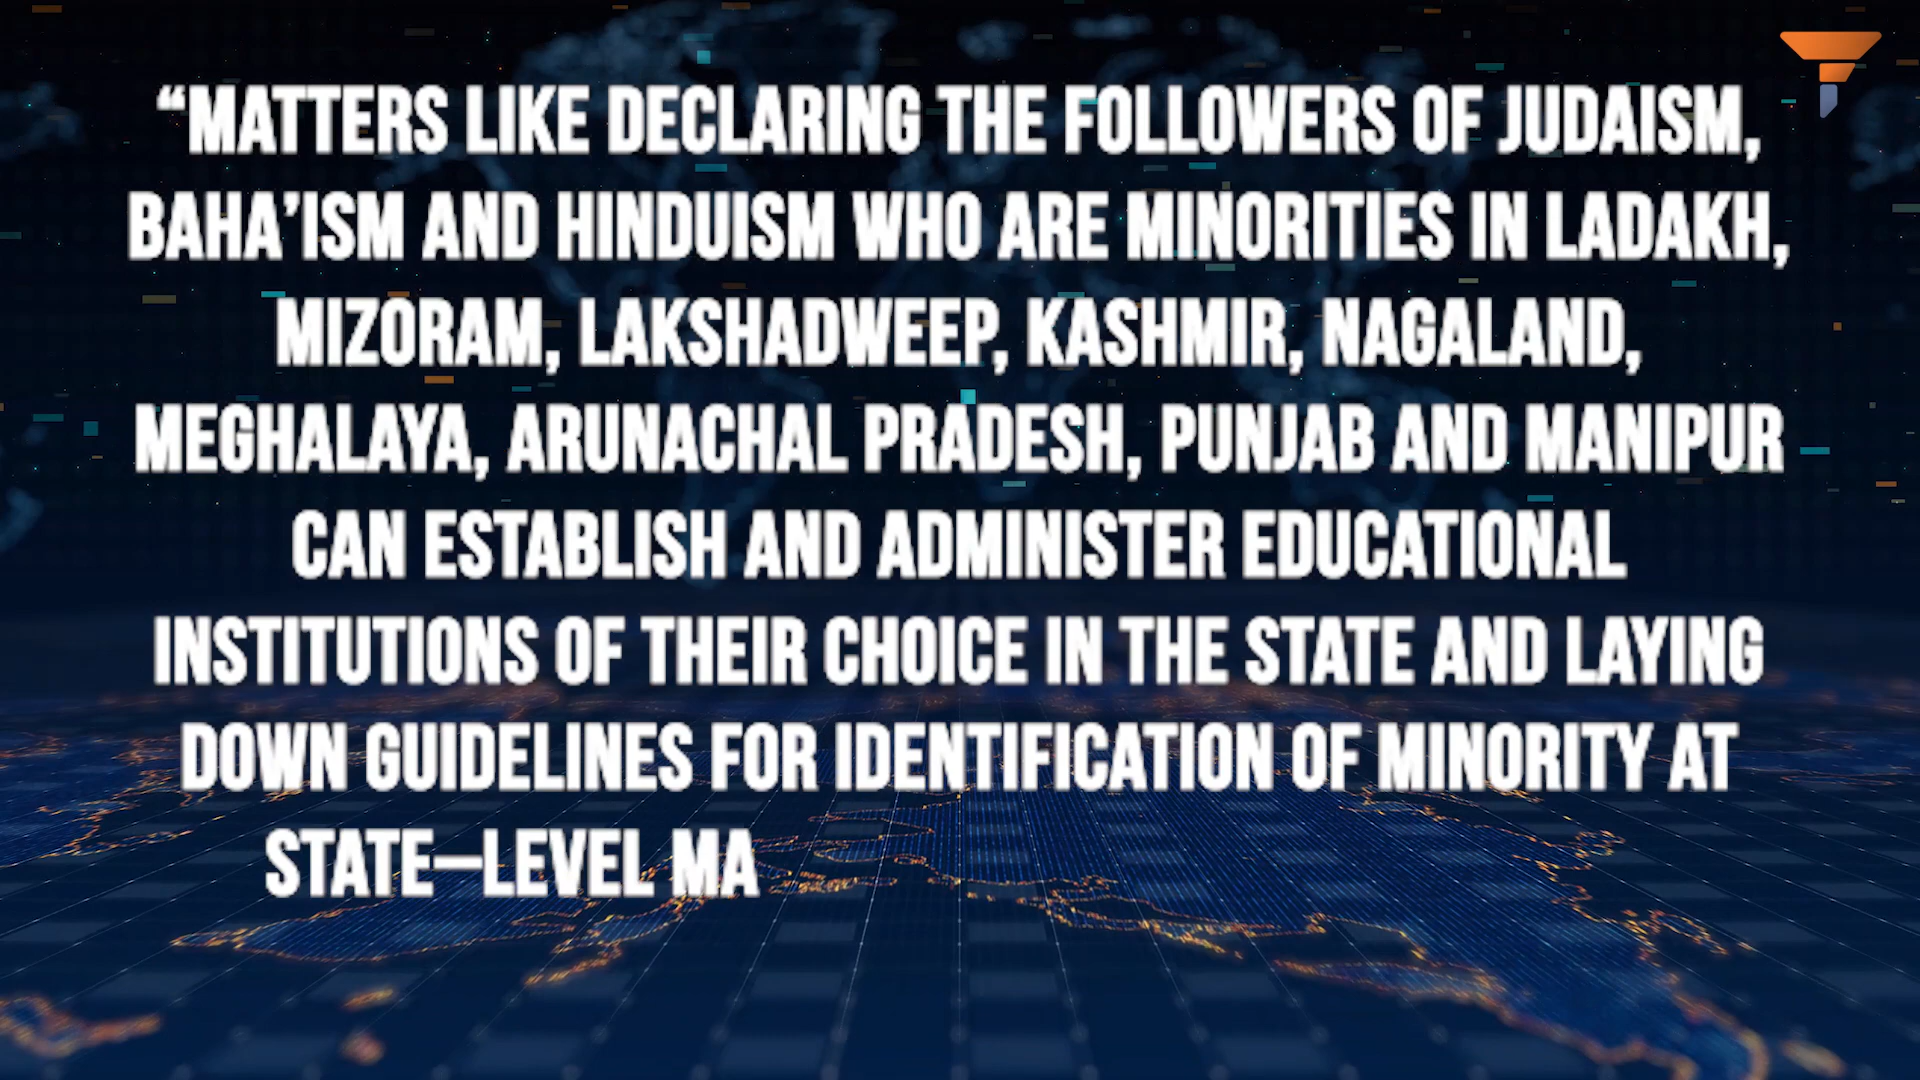 “MATTERS LIKE DECLARING THE FOLLOWERS OF JUDAISM,
BAHA’ISM AND HINDUISM WHO ARE MINORITIES IN LADAKH,
MIZORAM, LAKSHADWEEP, KASHMIR, NAGALAND,
MEGHALAYA, ARUNACHAL PRADESH, PUNJAB AND MANIPUR
CAN ESTABLISH AND ADMINISTER EDUCATIONAL
INSTITUTIONS OF THEIR CHOICE IN THE STATE AND LAYING
DOWN GUIDELINES FOR IDENTIFICATION OF MINORITY AT
STATE–LEVEL MA